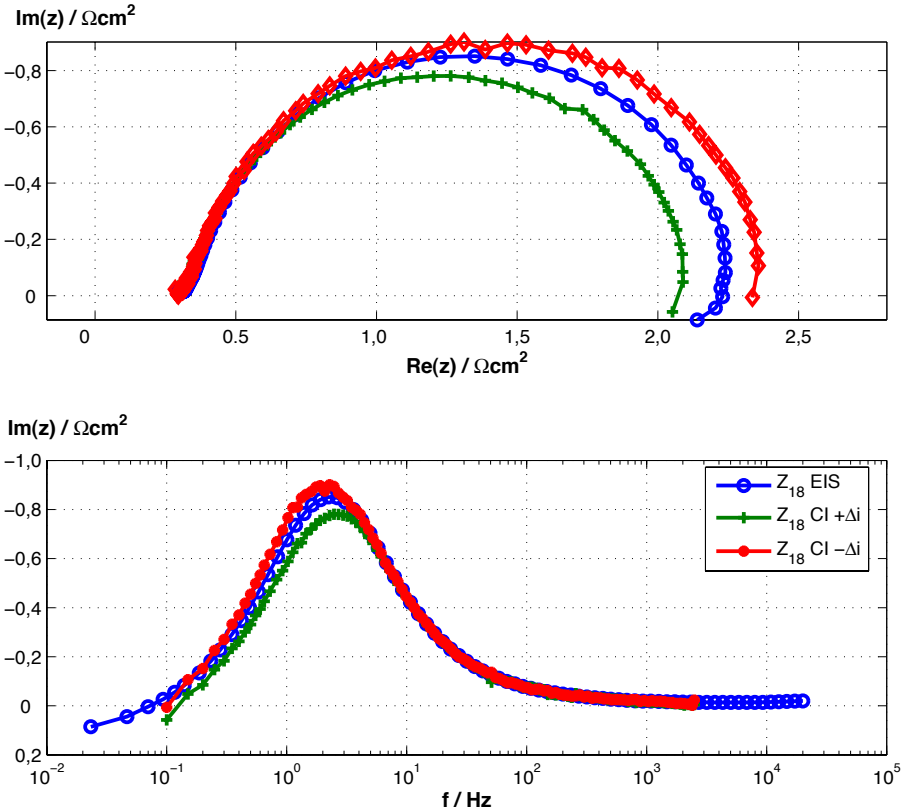 Im(z) / Ωcm²
−0.8
−0.6
−0.4
−0.2
0
0 0.5 1,0 1,5 2,0 2,5
Re(z) / Ωcm²
Im(z) / Ωcm²
−1,0
−0.8
−0.6
−0.4
−0.2
0
0,2
Z₁₈ EIS
Z₁₈ CI +Δi
Z₁₈ CI −Δi
10⁻² 10⁻¹ 10⁰ 10¹ 10² 10³ 10⁴ 10⁵
f / Hz